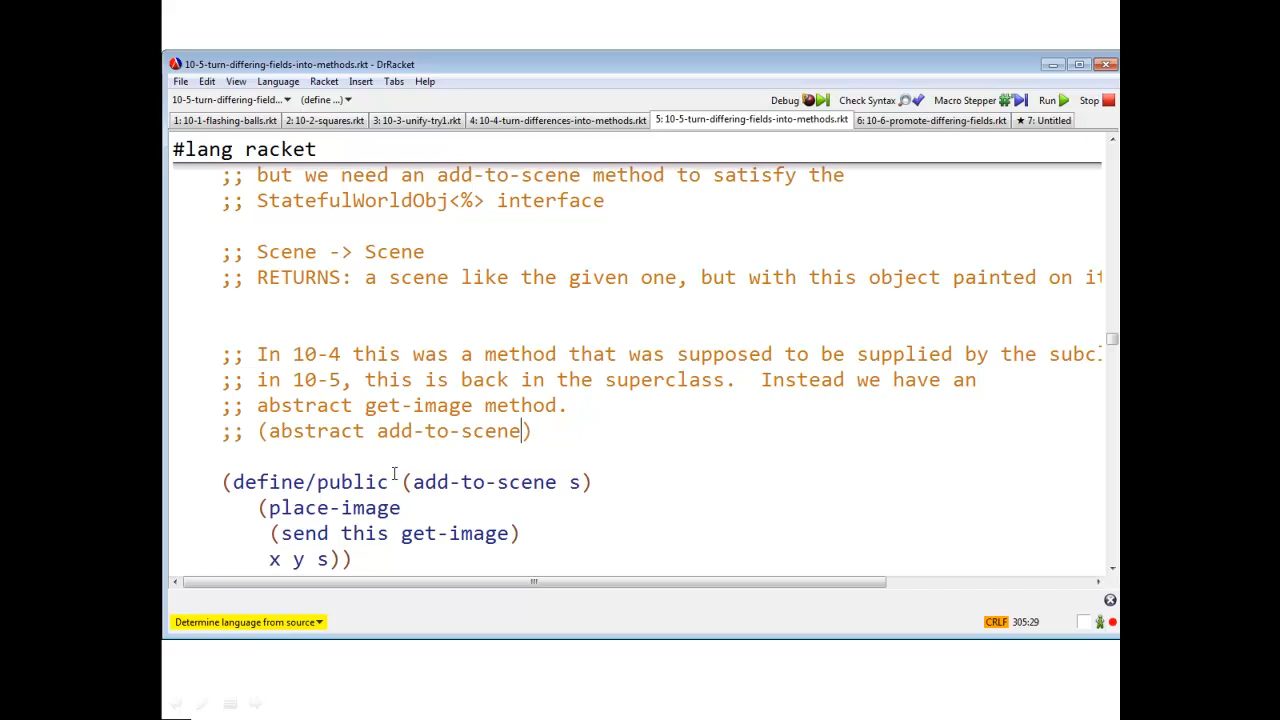 10-5-turn-differing-fields-into-methods.rkt - DrRacket
File Edit View Language Racket Insert Tabs Help
10-5-turn-differing-field... (define ...) Debug Check Syntax Macro Stepper Run Stop
1: 10-1-flashing-balls.rkt 2: 10-2-squares.rkt 3: 10-3-unify-try1.rkt 4: 10-4-turn-differences-into-methods.rkt 5: 10-5-turn-differing-fields-into-methods.rkt 6: 10-6-promote-differing-fields.rkt ★ 7: Untitled
#lang racket
;; but we need an add-to-scene method to satisfy the
;; StatefulWorldObj<%> interface
;; Scene -> Scene
;; RETURNS: a scene like the given one, but with this object painted on it
;; In 10-4 this was a method that was supposed to be supplied by the subcl
;; in 10-5, this is back in the superclass.  Instead we have an
;; abstract get-image method.
;; (abstract add-to-scene)
(define/public (add-to-scene s)
(place-image
(send this get-image)
x y s))
Determine language from source CRLF 305:29